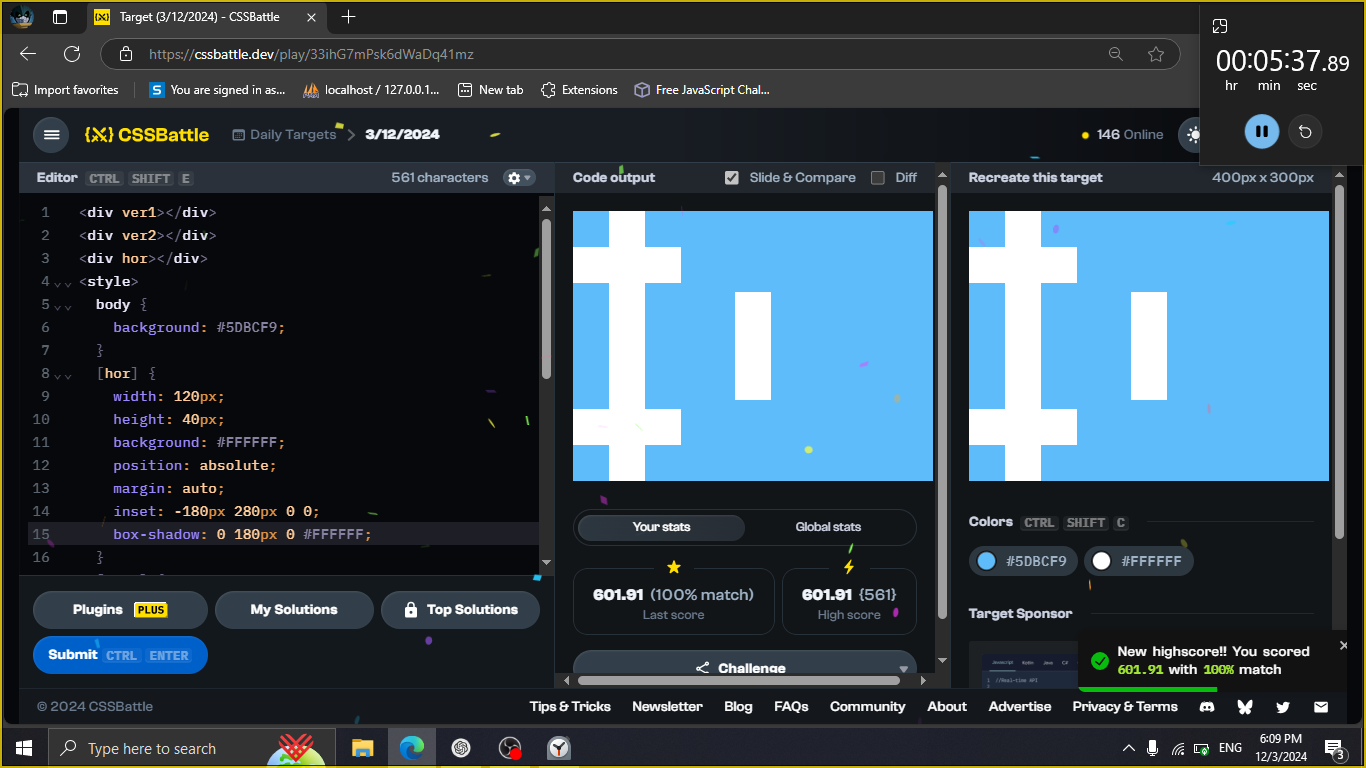 Target (3/12/2024) - CSSBattle
https://cssbattle.dev/play/33ihG7mPsk6dWaDq41mz
00:05:37.89
hr min sec
Import favorites
S You are signed in as...
localhost / 127.0.0.1...
New tab
Extensions
Free JavaScript Chal...
{X} CSSBattle
Daily Targets > 3/12/2024
146 Online
Editor CTRL SHIFT E
561 characters
Code output
Slide & Compare
Diff
Recreate this target
400px x 300px
1 <div ver1></div>
2 <div ver2></div>
3 <div hor></div>
4 <style>
5 body {
6 background: #5DBCF9;
7 }
8 [hor] {
9 width: 120px;
10 height: 40px;
11 background: #FFFFFF;
12 position: absolute;
13 margin: auto;
14 inset: -180px 280px 0 0;
15 box-shadow: 0 180px 0 #FFFFFF;
16 }
Plugins PLUS
My Solutions
Top Solutions
Submit CTRL ENTER
Your stats
Global stats
601.91 (100% match)
Last score
601.91 {561}
High score
Challenge
Colors CTRL SHIFT C
#5DBCF9
#FFFFFF
Target Sponsor
Javascript Kotlin Java C#
1 //Real-time API
2
New highscore!! You scored
601.91 with 100% match
© 2024 CSSBattle
Tips & Tricks
Newsletter
Blog
FAQs
Community
About
Advertise
Privacy & Terms
Type here to search
ENG
6:09 PM
12/3/2024
3